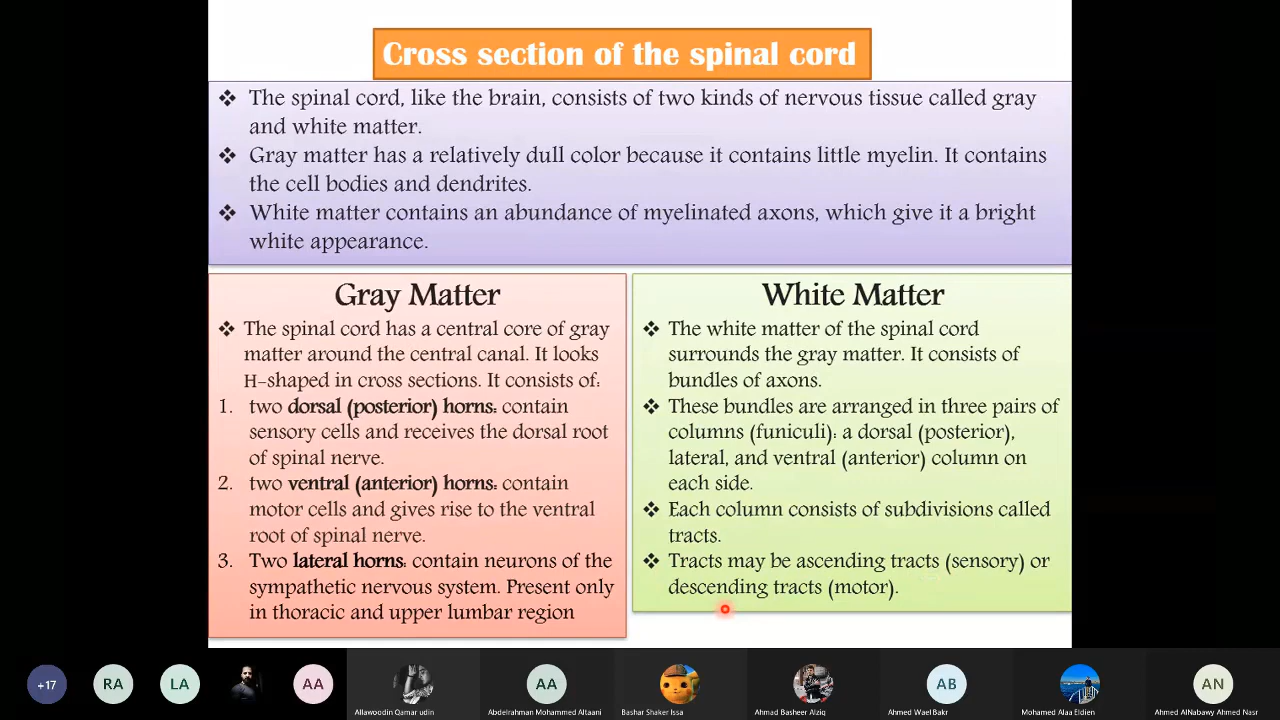 Cross section of the spinal cord
❖ The spinal cord, like the brain, consists of two kinds of nervous tissue called gray
and white matter.
❖ Gray matter has a relatively dull color because it contains little myelin. It contains
the cell bodies and dendrites.
❖ White matter contains an abundance of myelinated axons, which give it a bright
white appearance.
Gray Matter
❖ The spinal cord has a central core of gray
matter around the central canal. It looks
H-shaped in cross sections. It consists of:
1. two dorsal (posterior) horns: contain
sensory cells and receives the dorsal root
of spinal nerve.
2. two ventral (anterior) horns: contain
motor cells and gives rise to the ventral
root of spinal nerve.
3. Two lateral horns: contain neurons of the
sympathetic nervous system. Present only
in thoracic and upper lumbar region
White Matter
❖ The white matter of the spinal cord
surrounds the gray matter. It consists of
bundles of axons.
❖ These bundles are arranged in three pairs of
columns (funiculi): a dorsal (posterior),
lateral, and ventral (anterior) column on
each side.
❖ Each column consists of subdivisions called
tracts.
❖ Tracts may be ascending tracts (sensory) or
descending tracts (motor).
+17
RA
LA
AA
Allawoodin Qamar udin
AA
Abdelrahman Mohammed Altaani
Bashar Shaker Issa
Ahmad Basheer Alziq
AB
Ahmed Wael Bakr
Mohamed Alaa Eldien
AN
Ahmed AlNabawy Ahmed Nasr